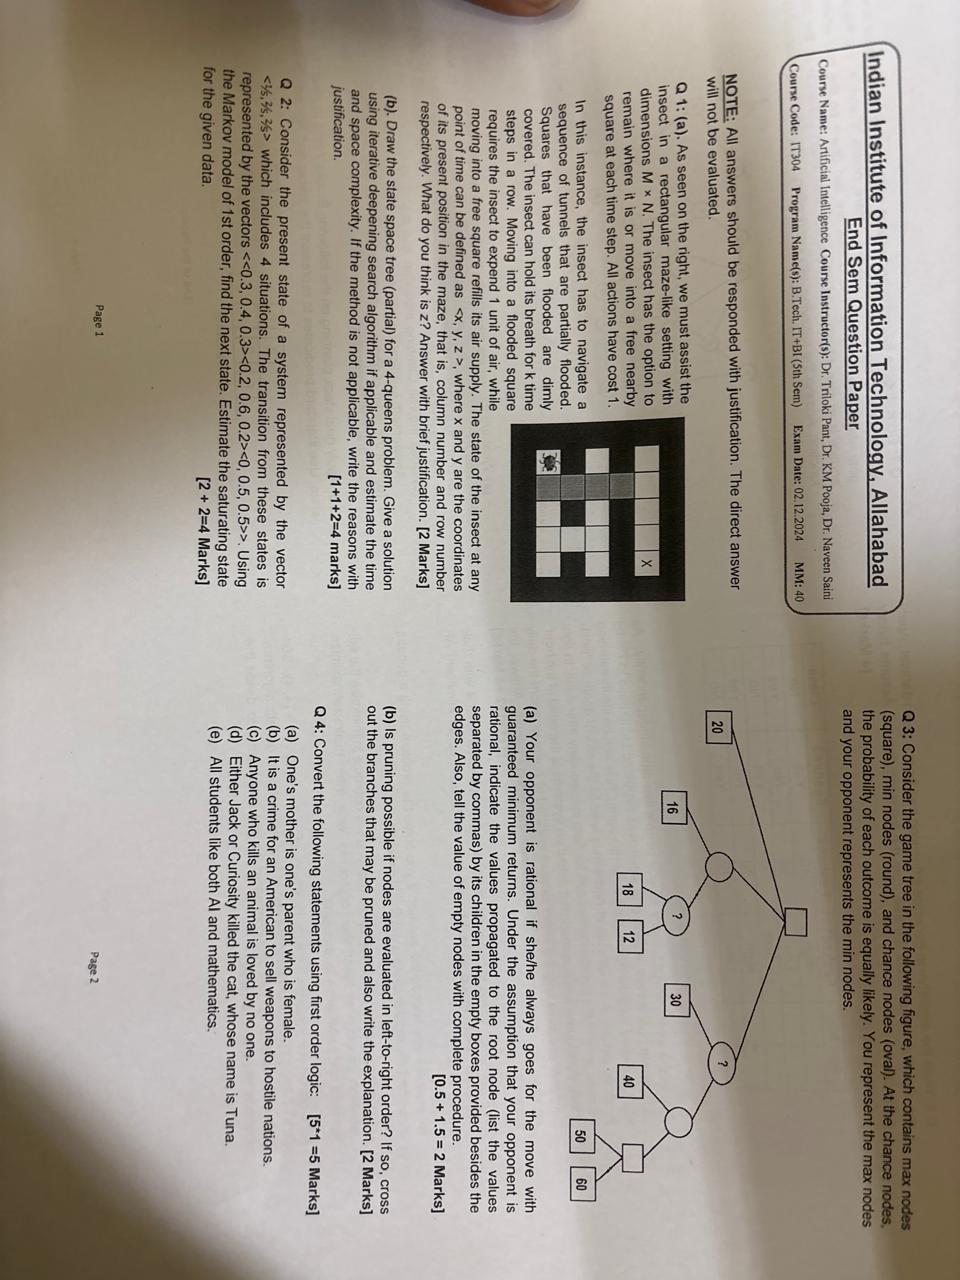 Indian Institute of Information Technology, Allahabad
End Sem Question Paper
Course Name: Artificial Intelligence Course Instructor(s): Dr. Triloki Pant, Dr. KM Pooja, Dr. Naveen Saini
Course Code: IT304 Program Name(s): B.Tech. IT+BI (5th Sem) Exam Date: 02.12.2024 MM: 40
NOTE: All answers should be responded with justification. The direct answer
will not be evaluated.
Q 1: (a). As seen on the right, we must assist the
insect in a rectangular maze-like setting with
dimensions M × N. The insect has the option to
remain where it is or move into a free nearby
square at each time step. All actions have cost 1.
In this instance, the insect has to navigate a
sequence of tunnels that are partially flooded.
Squares that have been flooded are dimly
covered. The insect can hold its breath for k time
steps in a row. Moving into a flooded square
requires the insect to expend 1 unit of air, while
moving into a free square refills its air supply. The state of the insect at any
point of time can be defined as <x, y, z >, where x and y are the coordinates
of its present position in the maze, that is, column number and row number
respectively. What do you think is z? Answer with brief justification. [2 Marks]
X
(b). Draw the state space tree (partial) for a 4-queens problem. Give a solution
using iterative deepening search algorithm if applicable and estimate the time
and space complexity. If the method is not applicable, write the reasons with
justification. [1+1+2=4 marks]
Q 2: Consider the present state of a system represented by the vector
<⅕,⅖,⅖> which includes 4 situations. The transition from these states is
represented by the vectors <<0.3, 0.4, 0.3><0.2, 0.6, 0.2><0, 0.5, 0.5>>. Using
the Markov model of 1st order, find the next state. Estimate the saturating state
for the given data. [2 + 2=4 Marks]
Page 1
Q 3: Consider the game tree in the following figure, which contains max nodes
(square), min nodes (round), and chance nodes (oval). At the chance nodes,
the probability of each outcome is equally likely. You represent the max nodes
and your opponent represents the min nodes.
20
?
16
?
30
18
12
40
50
60
(a) Your opponent is rational if she/he always goes for the move with
guaranteed minimum returns. Under the assumption that your opponent is
rational, indicate the values propagated to the root node (list the values
separated by commas) by its children in the empty boxes provided besides the
edges. Also, tell the value of empty nodes with complete procedure.
[0.5 + 1.5 = 2 Marks]
(b) Is pruning possible if nodes are evaluated in left-to-right order? If so, cross
out the branches that may be pruned and also write the explanation. [2 Marks]
Q 4: Convert the following statements using first order logic: [5*1 =5 Marks]
(a) One's mother is one's parent who is female.
(b) It is a crime for an American to sell weapons to hostile nations.
(c) Anyone who kills an animal is loved by no one.
(d) Either Jack or Curiosity killed the cat, whose name is Tuna.
(e) All students like both AI and mathematics.
Page 2